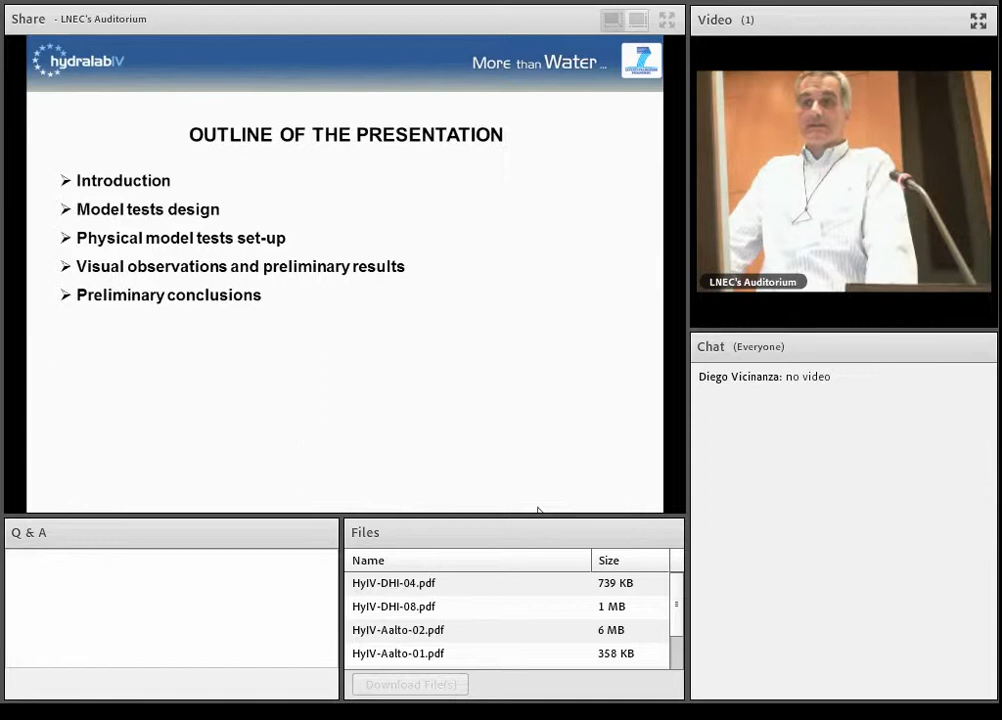 Share - LNEC's Auditorium
hydralabIV
More than Water...
7
OUTLINE OF THE PRESENTATION
Introduction
Model tests design
Physical model tests set-up
Visual observations and preliminary results
Preliminary conclusions
Video (1)
LNEC's Auditorium
Chat (Everyone)
Diego Vicinanza: no video
Q & A
Files
Name Size
HyIV-DHI-04.pdf 739 KB
HyIV-DHI-08.pdf 1 MB
HyIV-Aalto-02.pdf 6 MB
HyIV-Aalto-01.pdf 358 KB
Download File(s)